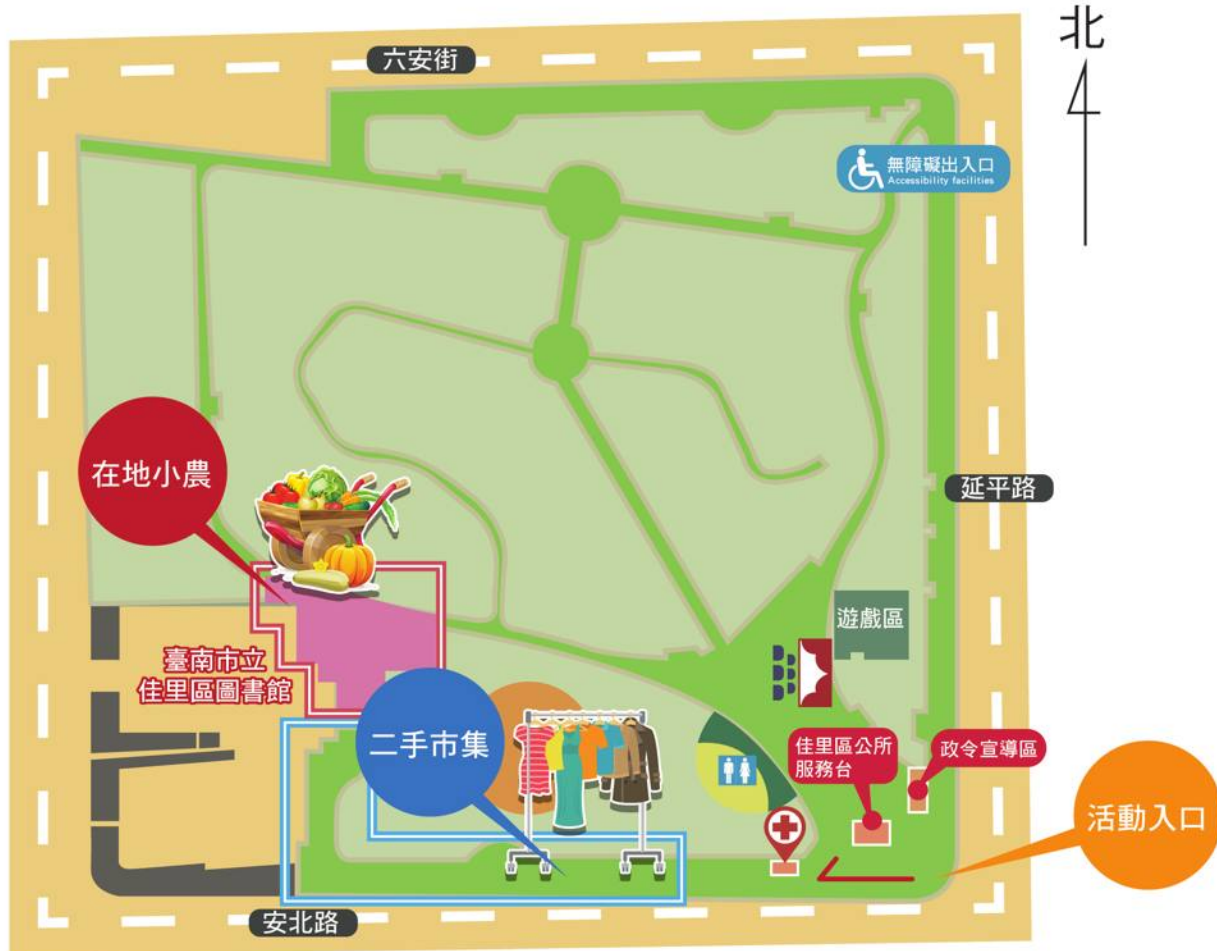 北
六安街
無障礙出入口
Accessibility facilities
在地小農
延平路
遊戲區
臺南市立
佳里區圖書館
二手市集
佳里區公所
服務台
政令宣導區
活動入口
安北路